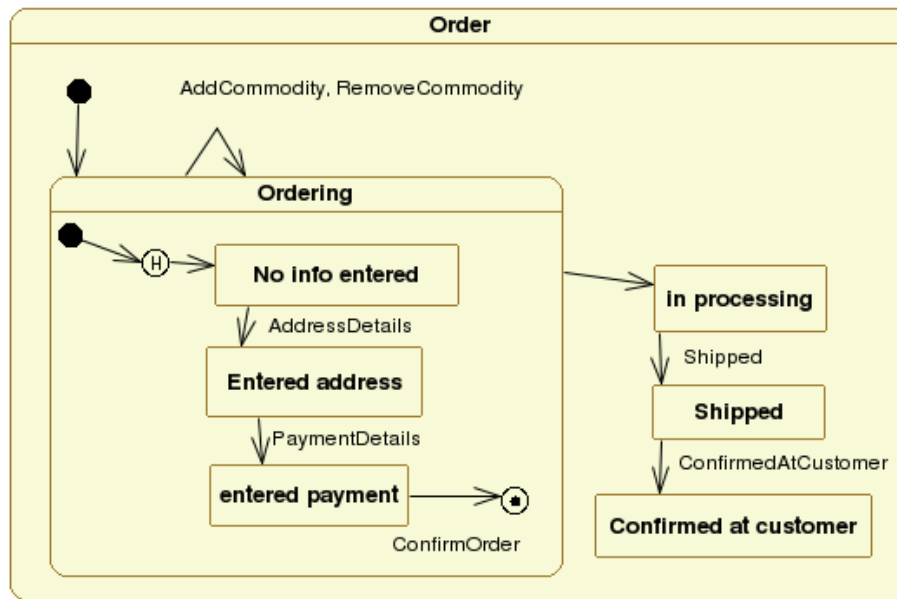 Order
AddCommodity, RemoveCommodity
Ordering
H
No info entered
AddressDetails
Entered address
PaymentDetails
entered payment
ConfirmOrder
in processing
Shipped
Shipped
ConfirmedAtCustomer
Confirmed at customer